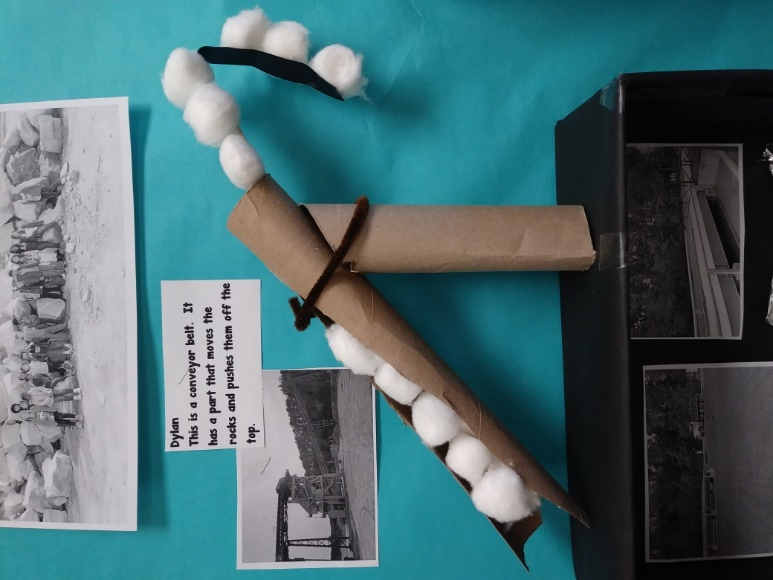 Dylan
This is a conveyor belt.  It
has a part that moves the
rocks and pushes them off the
top.